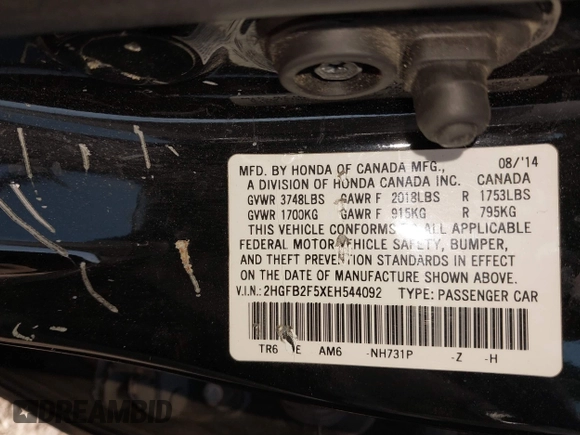 MFD. BY HONDA OF CANADA MFG., 08/'14
A DIVISION OF HONDA CANADA INC. CANADA
GVWR 3748LBS GAWR F 2018LBS R 1753LBS
GVWR 1700KG GAWR F 915KG R 795KG
THIS VEHICLE CONFORMS TO ALL APPLICABLE
FEDERAL MOTOR VEHICLE SAFETY, BUMPER,
AND THEFT PREVENTION STANDARDS IN EFFECT
ON THE DATE OF MANUFACTURE SHOWN ABOVE.
V.I.N.: 2HGFB2F5XEH544092 TYPE: PASSENGER CAR
TR6 E AM6 -NH731P -Z -H
DREAMBID